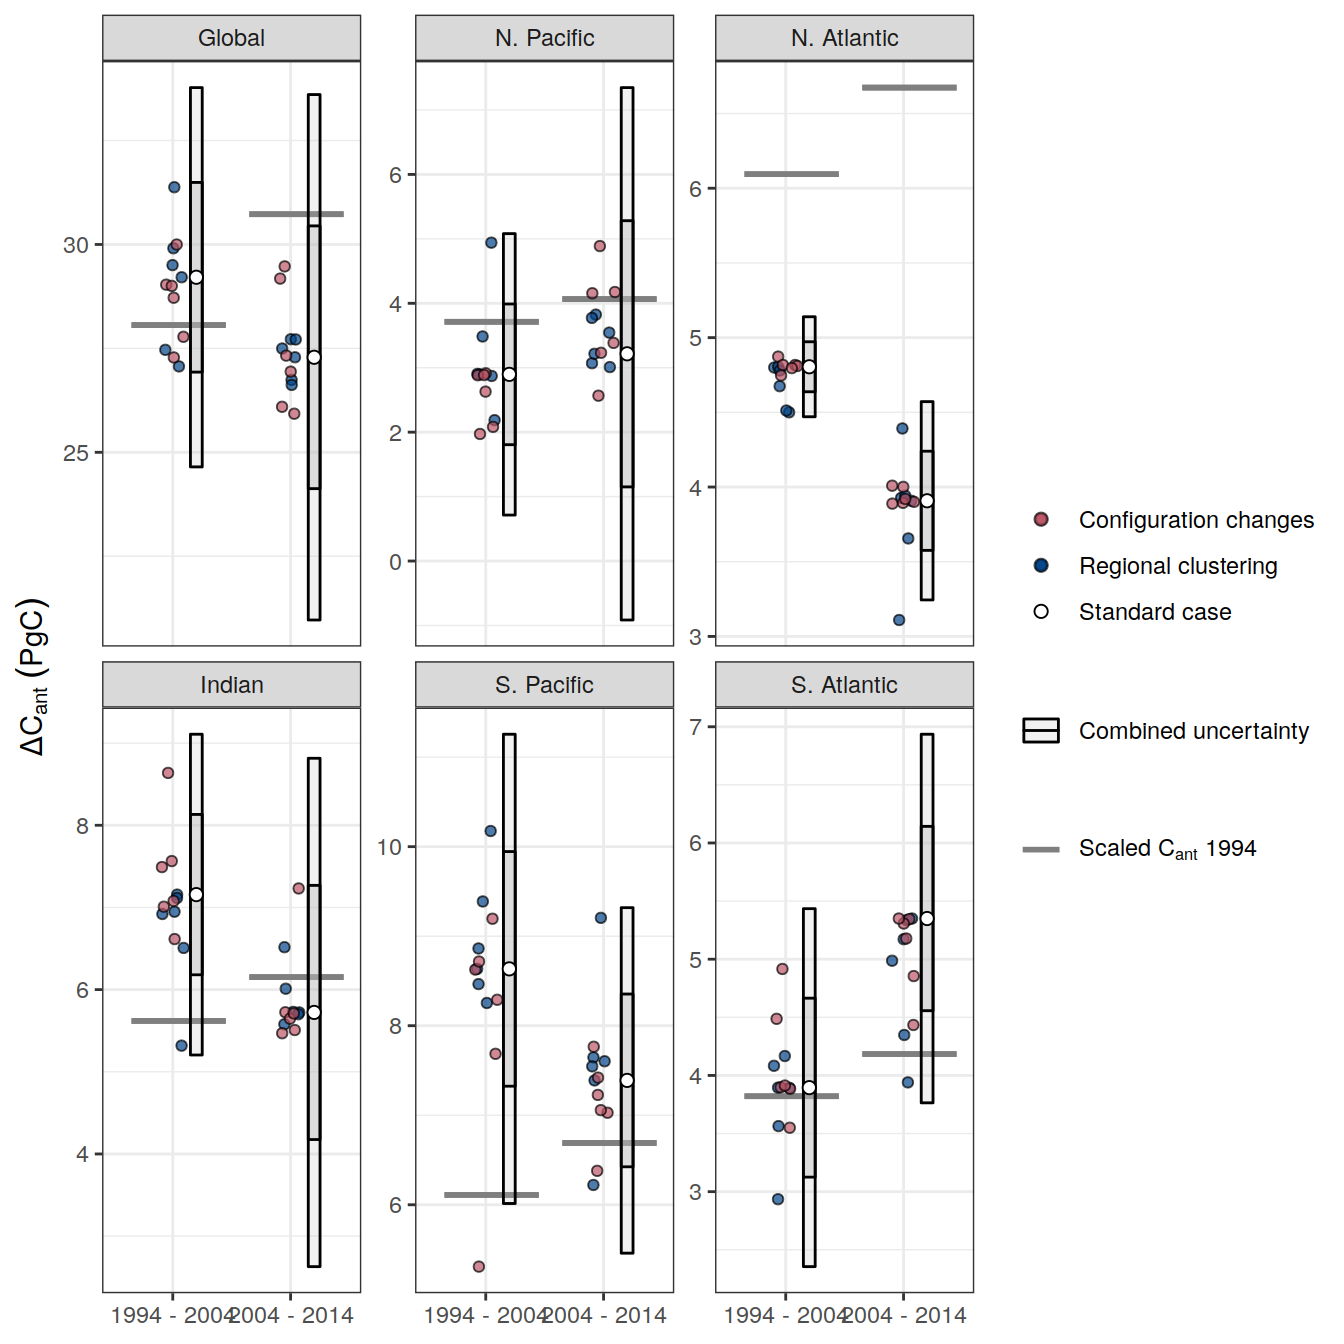 Global
N. Pacific
N. Atlantic
30
25
6
4
2
0
6
5
4
3
Indian
S. Pacific
S. Atlantic
8
6
4
10
8
6
7
6
5
4
3
1994 - 2004
2004 - 2014
1994 - 2004
2004 - 2014
1994 - 2004
2004 - 2014
ΔCant (PgC)
Configuration changes
Regional clustering
Standard case
Combined uncertainty
Scaled Cant 1994